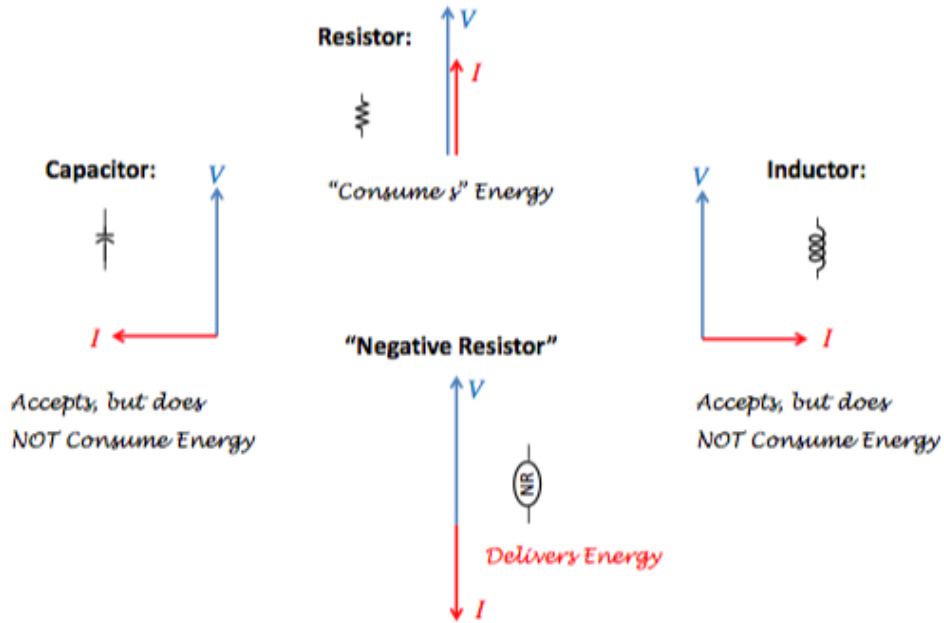 Resistor:
V
I
"Consume s" Energy
Capacitor:
V
I
Accepts, but does
NOT Consume Energy
Inductor:
V
I
Accepts, but does
NOT Consume Energy
"Negative Resistor"
V
NR
Delivers Energy
I